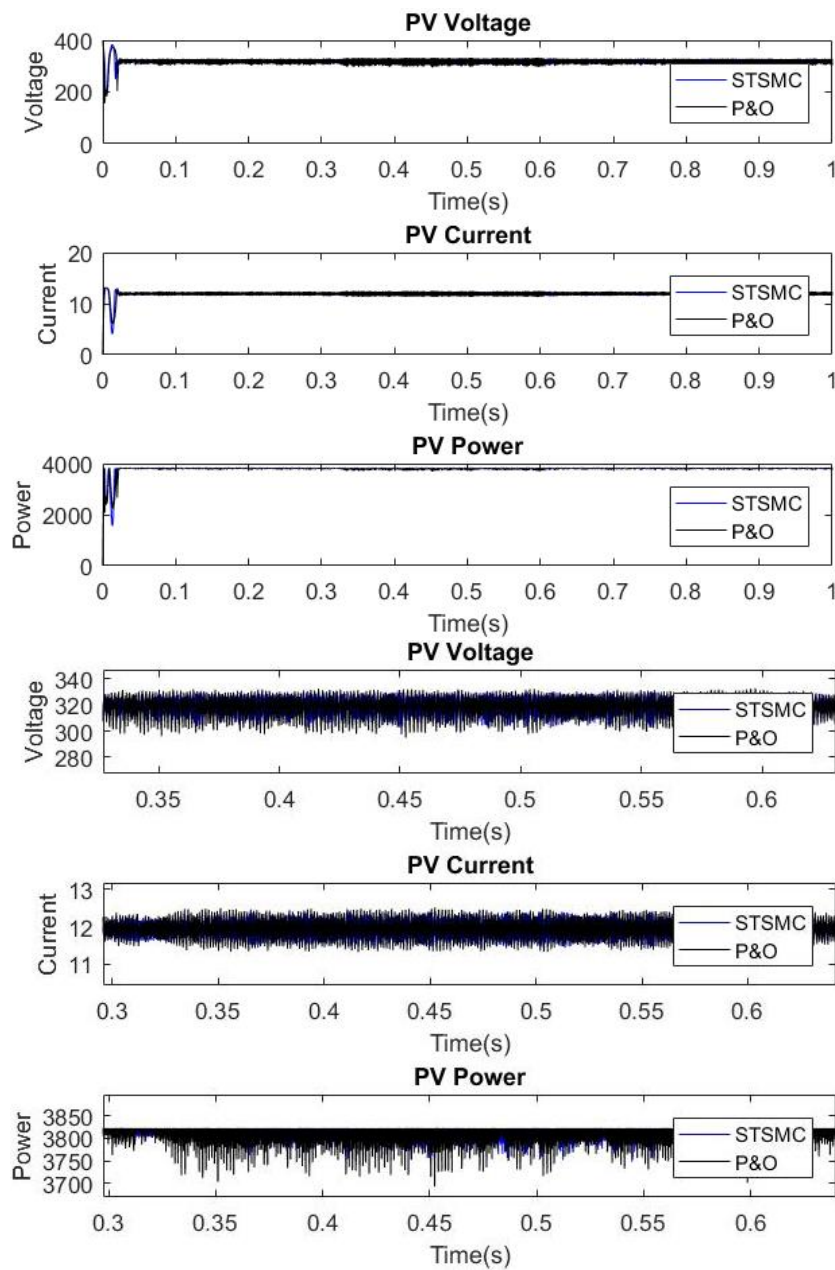 PV Voltage
400
200
0
Voltage
STSMC
P&O
0 0.1 0.2 0.3 0.4 0.5 0.6 0.7 0.8 0.9 1
Time(s)
PV Current
20
10
0
Current
STSMC
P&O
0 0.1 0.2 0.3 0.4 0.5 0.6 0.7 0.8 0.9 1
Time(s)
PV Power
4000
2000
0
Power
STSMC
P&O
0 0.1 0.2 0.3 0.4 0.5 0.6 0.7 0.8 0.9 1
Time(s)
PV Voltage
340
320
300
280
Voltage
STSMC
P&O
0.35 0.4 0.45 0.5 0.55 0.6
Time(s)
PV Current
13
12
11
Current
STSMC
P&O
0.3 0.35 0.4 0.45 0.5 0.55 0.6
Time(s)
PV Power
3850
3800
3750
3700
Power
STSMC
P&O
0.3 0.35 0.4 0.45 0.5 0.55 0.6
Time(s)